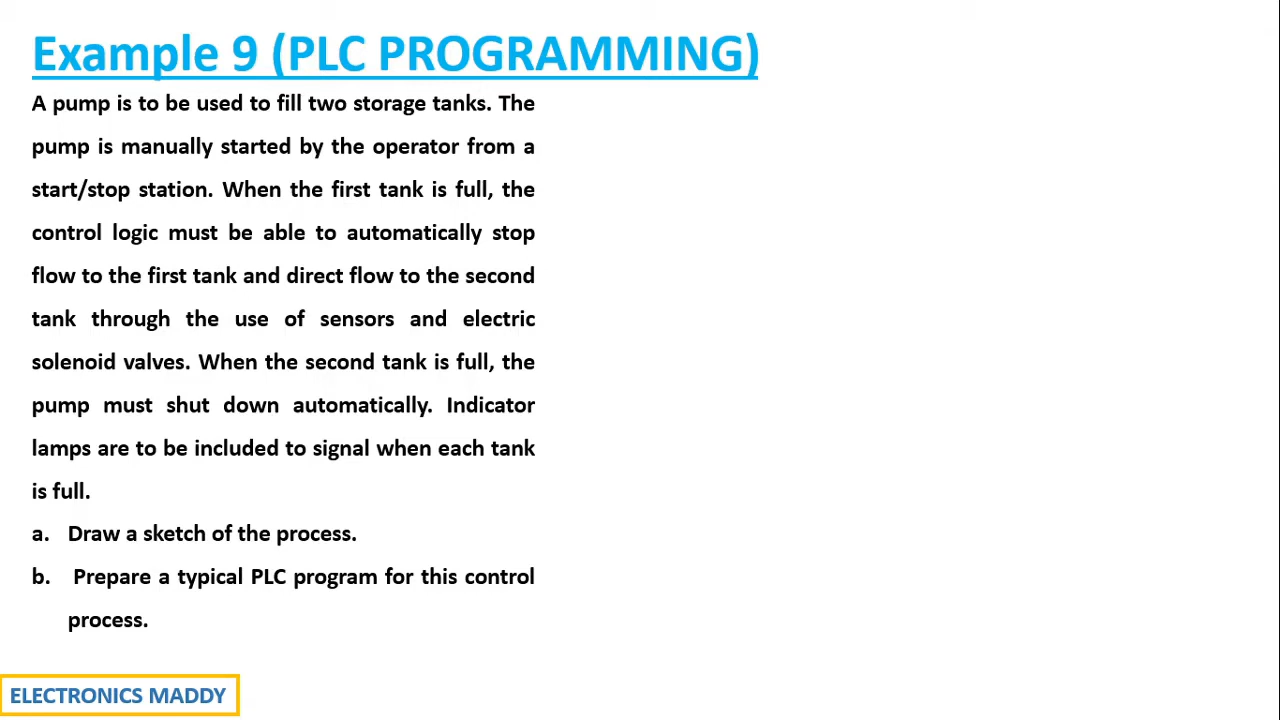 Example 9 (PLC PROGRAMMING)
A pump is to be used to fill two storage tanks. The
pump is manually started by the operator from a
start/stop station. When the first tank is full, the
control logic must be able to automatically stop
flow to the first tank and direct flow to the second
tank through the use of sensors and electric
solenoid valves. When the second tank is full, the
pump must shut down automatically. Indicator
lamps are to be included to signal when each tank
is full.
a. Draw a sketch of the process.
b. Prepare a typical PLC program for this control
process.
ELECTRONICS MADDY